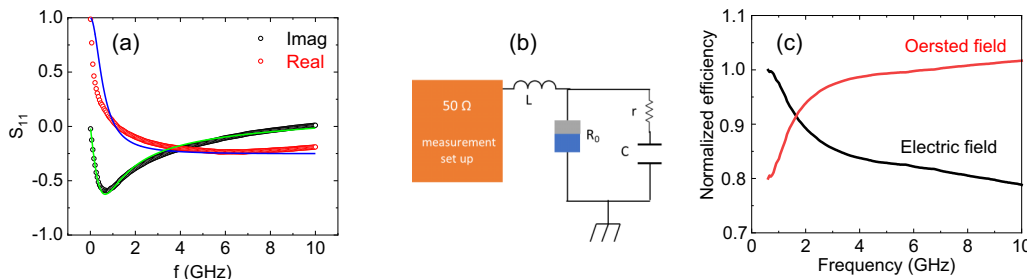 (a)
Imag
Real
1.0
0.5
0.0
-0.5
-1.0
S11
0 2 4 6 8 10
f (GHz)
(b)
50 Ω
measurement
set up
L
R0
r
C
(c)
Oersted field
Electric field
1.0
0.9
0.8
0.7
Normalized efficiency
0 2 4 6 8 10
Frequency (GHz)